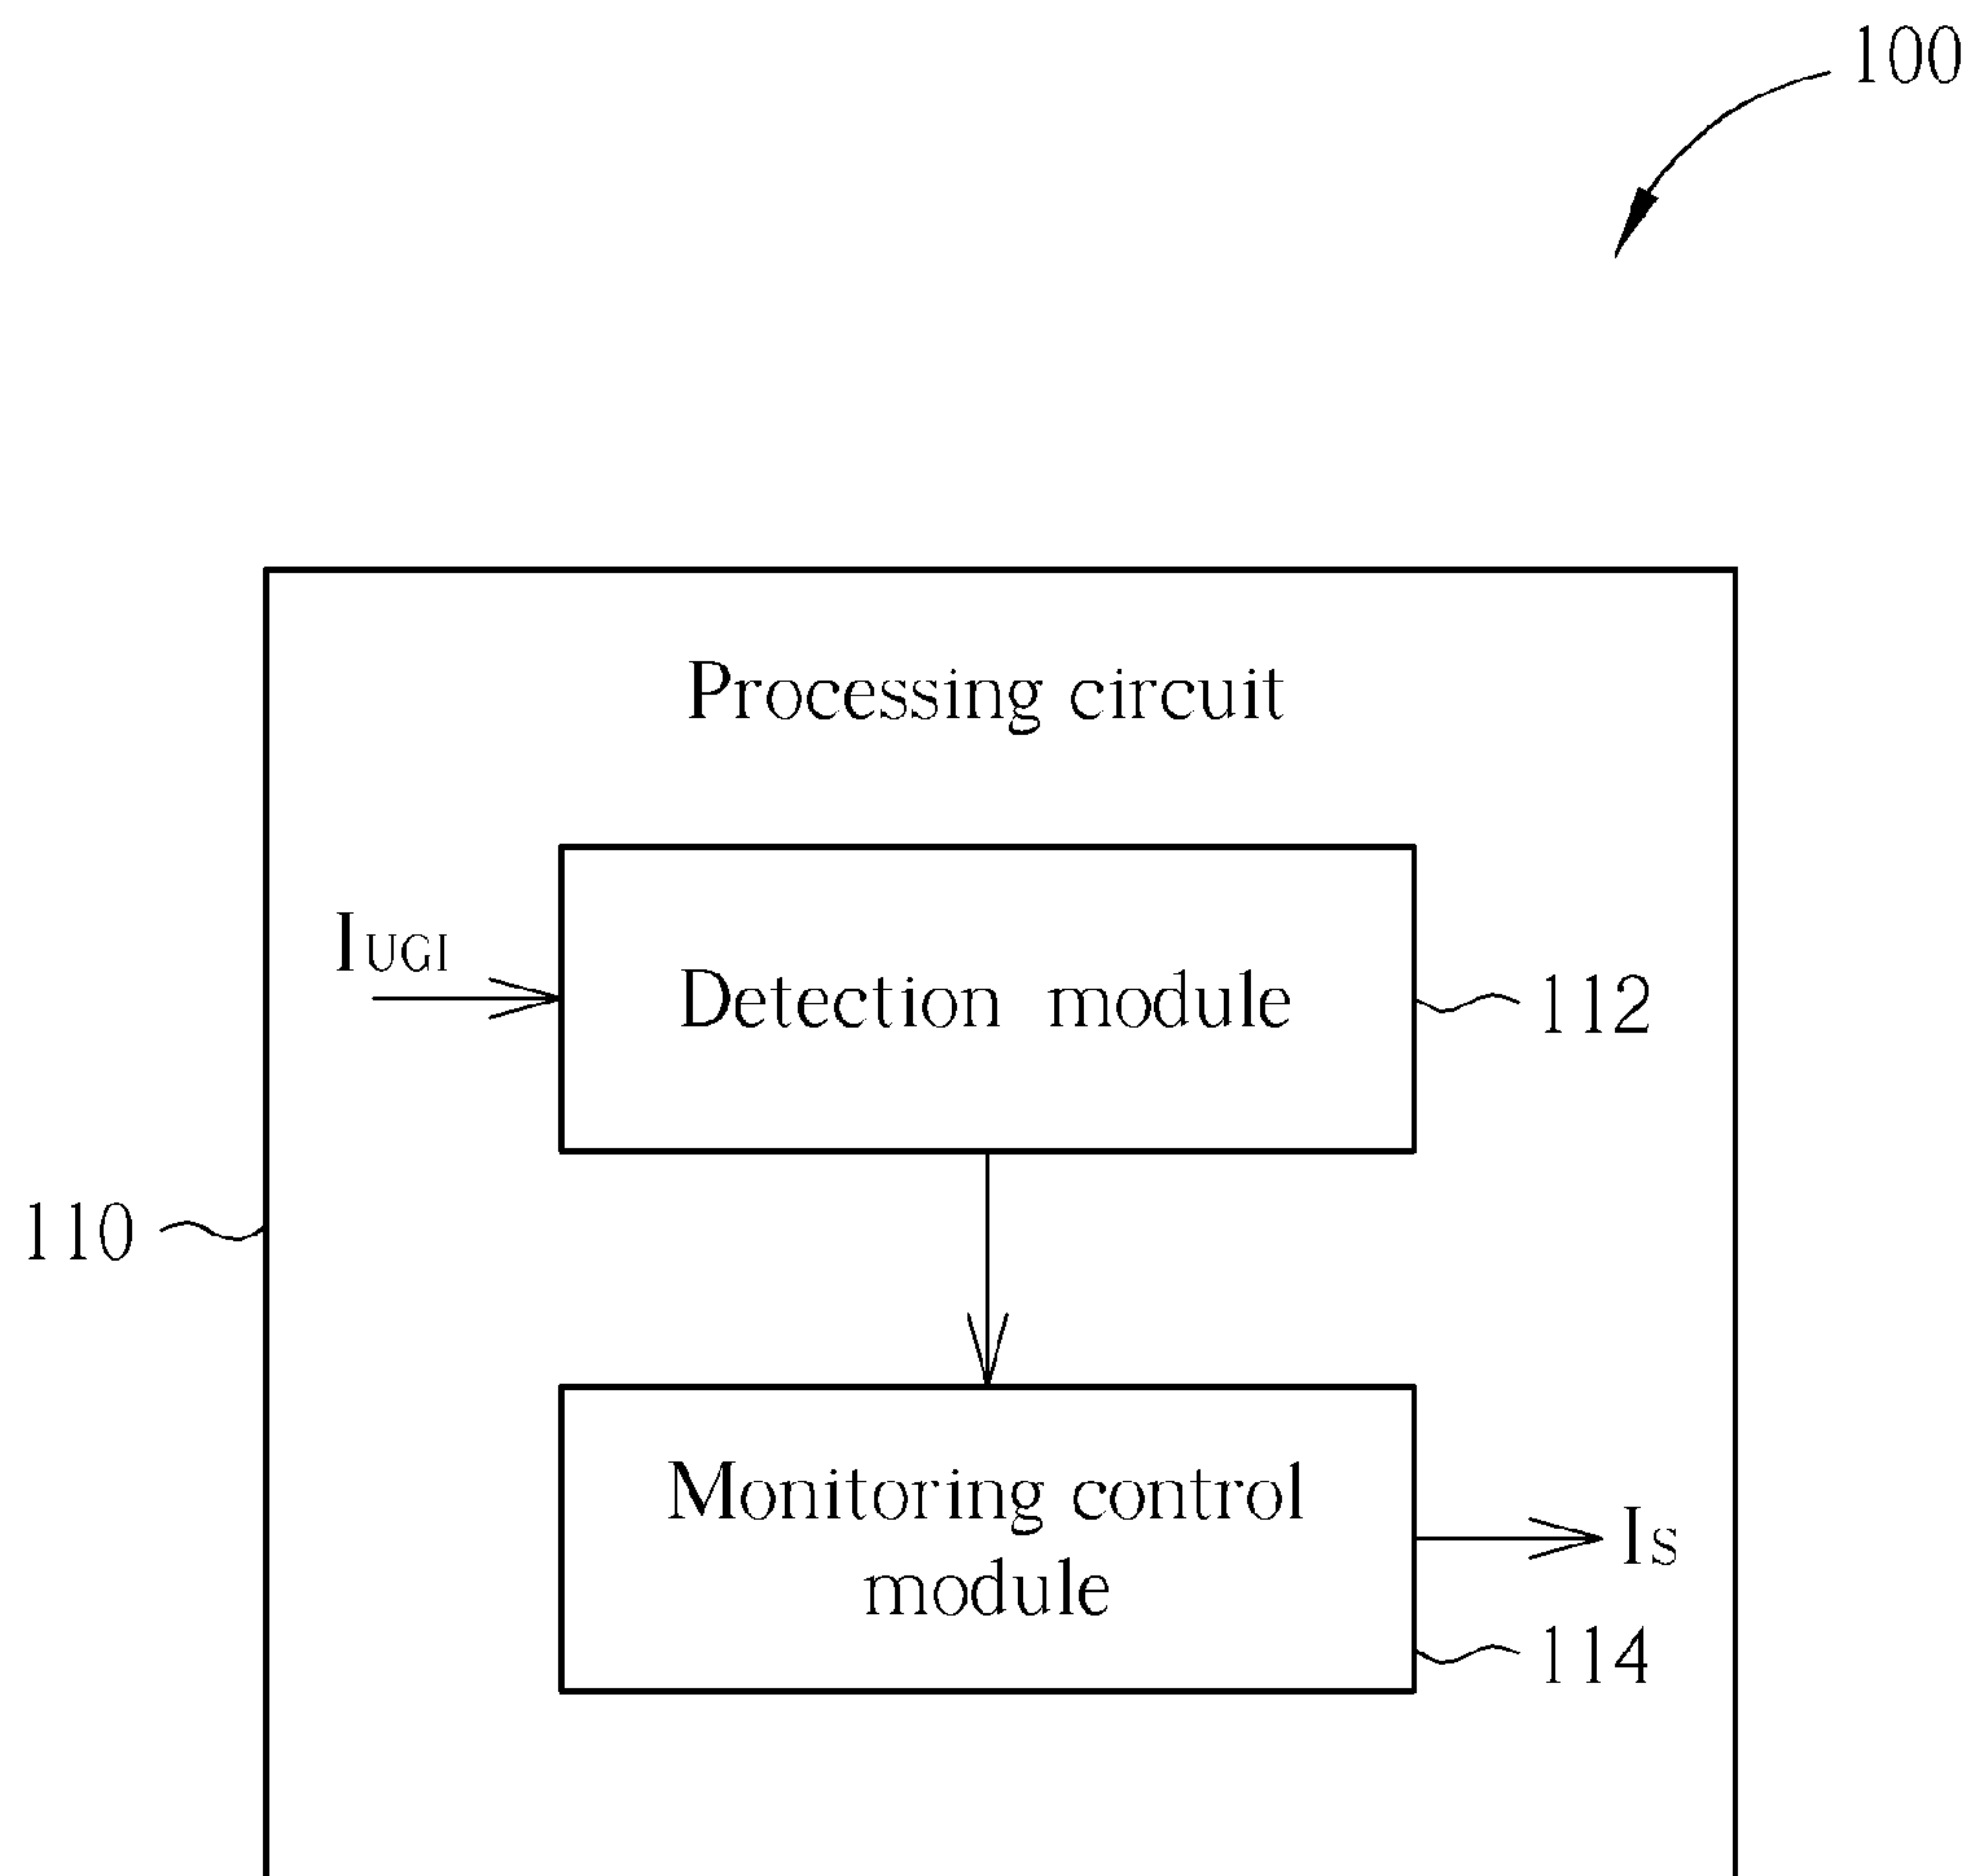 100
Processing circuit
IUGI
Detection module
112
110
Monitoring control
module
IS
114